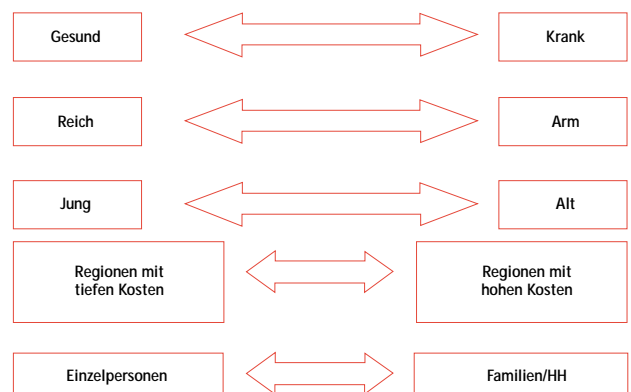 Gesund
Krank
Reich
Arm
Jung
Alt
Regionen mit
tiefen Kosten
Regionen mit
hohen Kosten
Einzelpersonen
Familien/HH